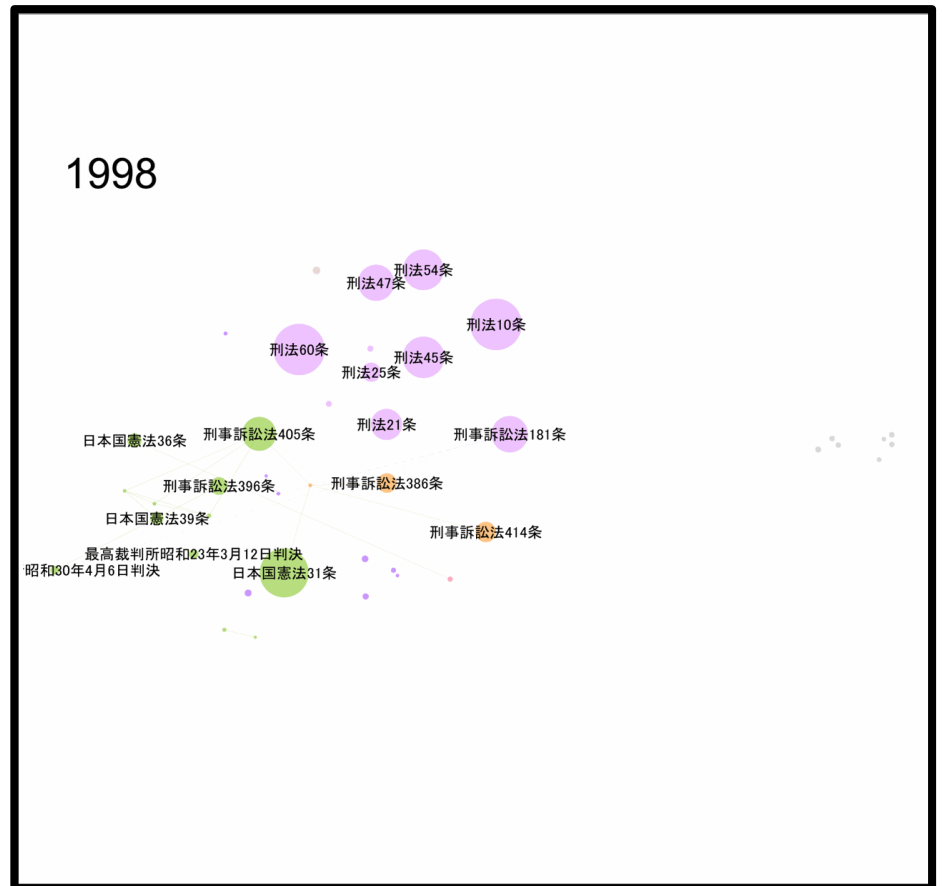 1998
刑法54条
刑法47条
刑法10条
刑法60条
刑法45条
刑法25条
刑法21条
刑事訴訟法405条
刑事訴訟法181条
日本国憲法36条
刑事訴訟法386条
刑事訴訟法396条
日本国憲法39条
刑事訴訟法414条
最高裁判所昭和23年3月12日判決
昭和30年4月6日判決
日本国憲法31条